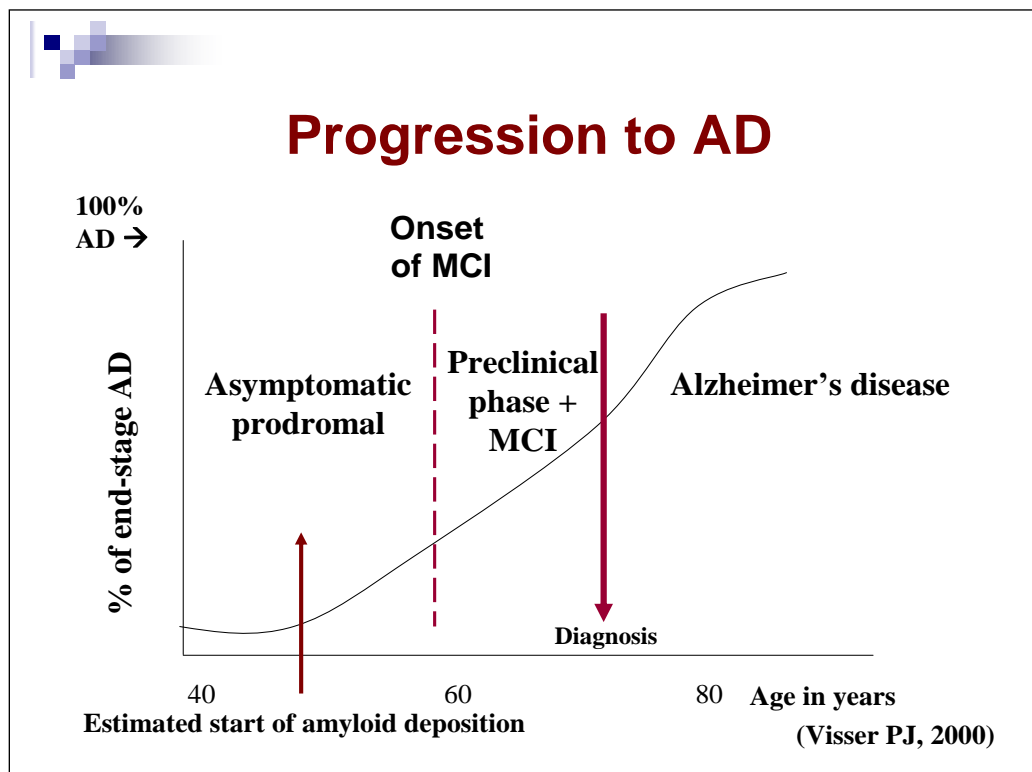 Progression to AD
100%
AD →
Onset
of MCI
% of end-stage AD
Asymptomatic
prodromal
Preclinical
phase +
MCI
Alzheimer's disease
Diagnosis
40 60 80 Age in years
Estimated start of amyloid deposition
(Visser PJ, 2000)